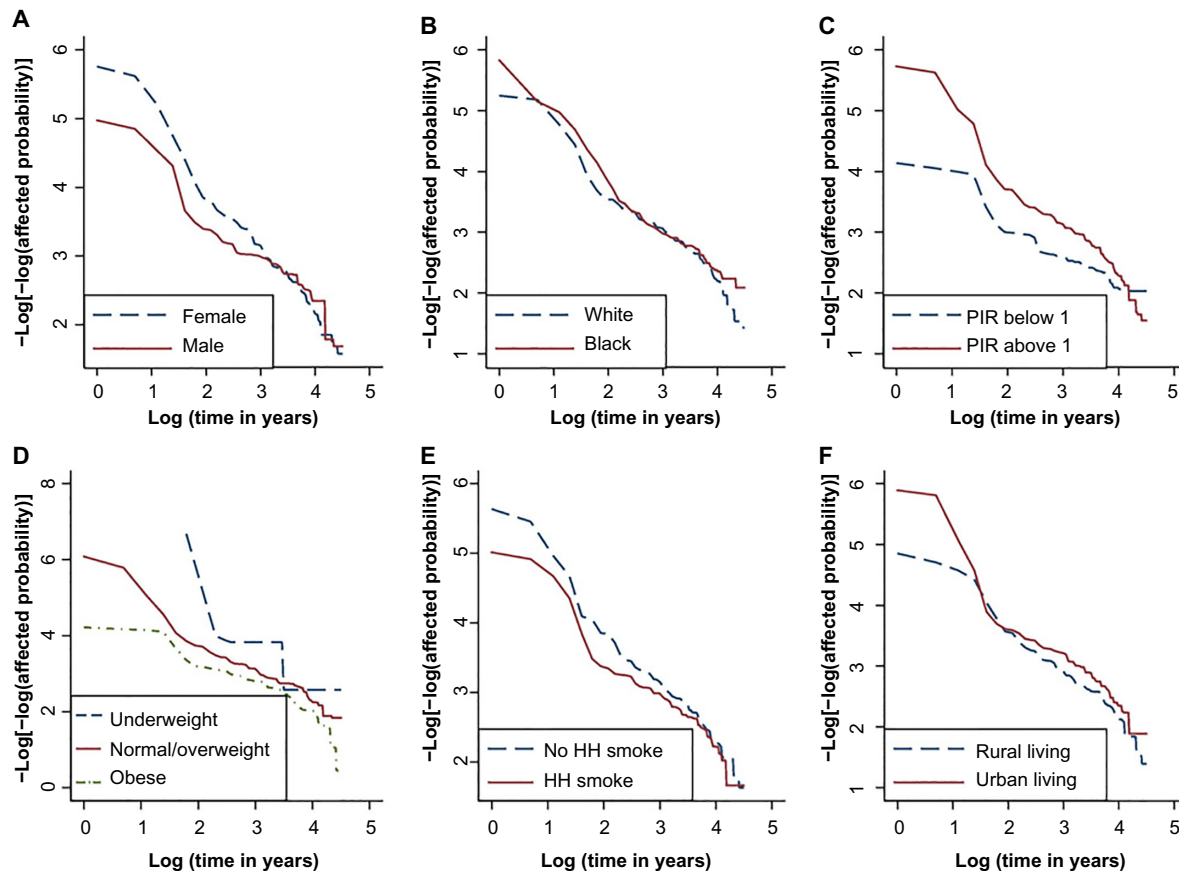 A
−Log[−log(affected probability)]
6
5
4
3
2
Female
Male
0 1 2 3 4 5
Log (time in years)
B
−Log[−log(affected probability)]
6
5
4
3
2
1
White
Black
0 1 2 3 4 5
Log (time in years)
C
−Log[−log(affected probability)]
6
5
4
3
2
1
PIR below 1
PIR above 1
0 1 2 3 4 5
Log (time in years)
D
−Log[−log(affected probability)]
8
6
4
2
0
Underweight
Normal/overweight
Obese
0 1 2 3 4 5
Log (time in years)
E
−Log[−log(affected probability)]
6
5
4
3
2
No HH smoke
HH smoke
0 1 2 3 4 5
Log (time in years)
F
−Log[−log(affected probability)]
6
5
4
3
2
1
Rural living
Urban living
0 1 2 3 4 5
Log (time in years)